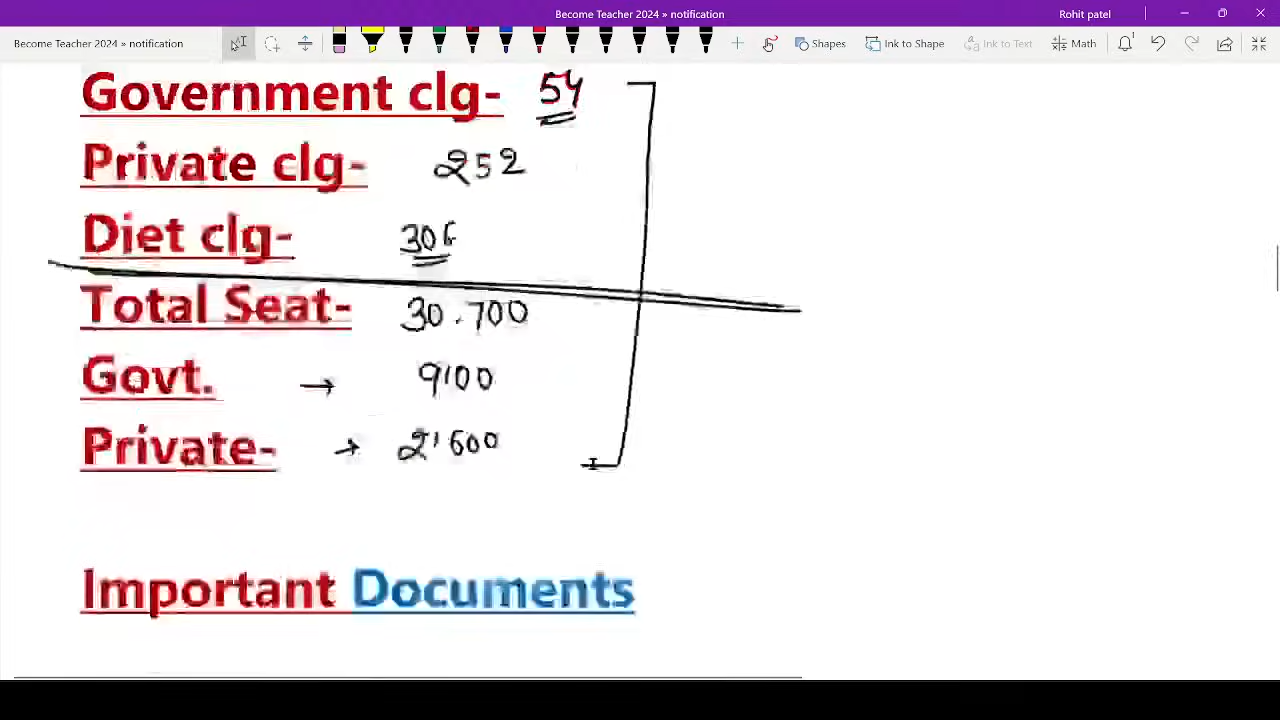 Become Teacher 2024 » notification
Rohit patel
Become Teacher 2024 » notification
Shapes
Ink to Shape
Ink to Text
Math
Government clg- 54
Private clg- 252
Diet clg- 306
Total Seat- 30.700
Govt. → 9100
Private- → 21600
Important Documents